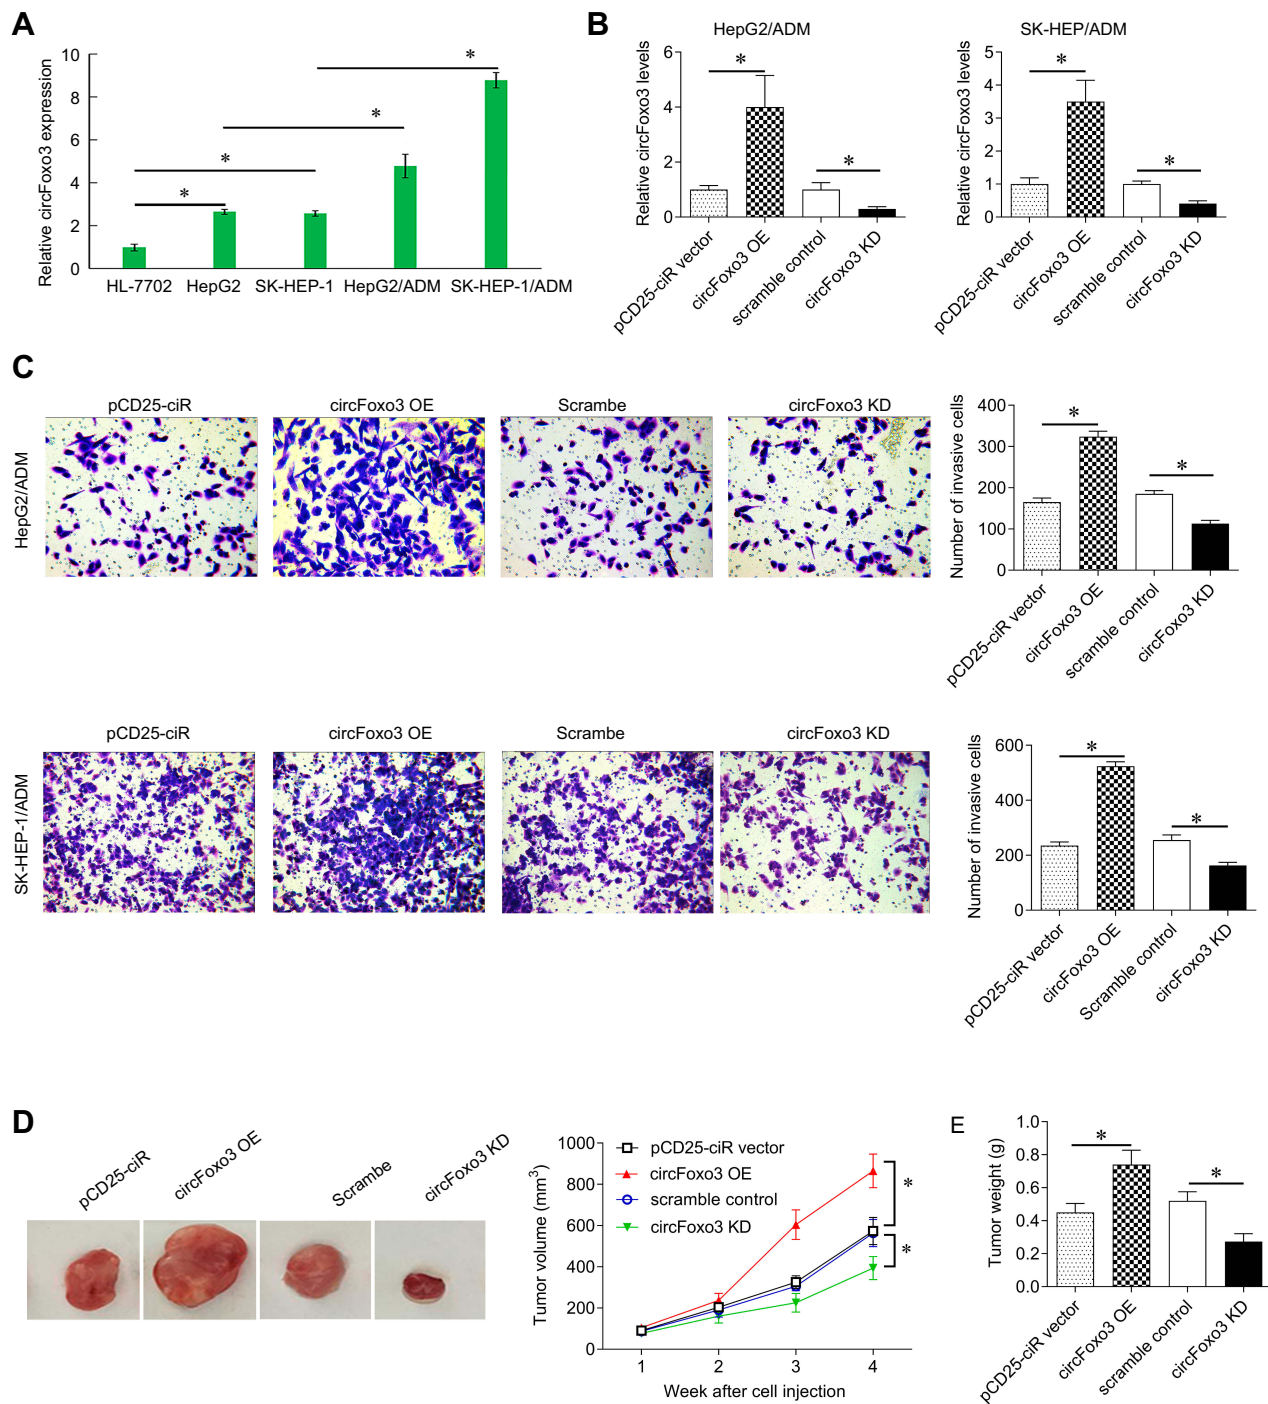 A
Relative circFoxo3 expression
10
8
6
4
2
0
*
*
*
*
HL-7702 HepG2 SK-HEP-1 HepG2/ADM SK-HEP-1/ADM
B
HepG2/ADM
Relative circFoxo3 levels
6
4
2
0
*
*
pCD25-ciR vector
circFoxo3 OE
scramble control
circFoxo3 KD
SK-HEP/ADM
Relative circFoxo3 levels
5
4
3
2
1
0
*
*
pCD25-ciR vector
circFoxo3 OE
scramble control
circFoxo3 KD
C
pCD25-ciR circFoxo3 OE Scrambe circFoxo3 KD
HepG2/ADM
Number of invasive cells
400
300
200
100
0
*
*
pCD25-ciR vector
circFoxo3 OE
scramble control
circFoxo3 KD
pCD25-ciR circFoxo3 OE Scrambe circFoxo3 KD
SK-HEP-1/ADM
Number of invasive cells
600
400
200
0
*
*
pCD25-ciR vector
circFoxo3 OE
Scramble control
circFoxo3 KD
D
pCD25-ciR
circFoxo3 OE
Scrambe
circFoxo3 KD
Tumor volume (mm3)
1000
800
600
400
200
0
pCD25-ciR vector
circFoxo3 OE
scramble control
circFoxo3 KD
*
*
1 2 3 4
Week after cell injection
E
Tumor weight (g)
1.0
0.8
0.6
0.4
0.2
0.0
*
*
pCD25-ciR vector
circFoxo3 OE
scramble control
circFoxo3 KD